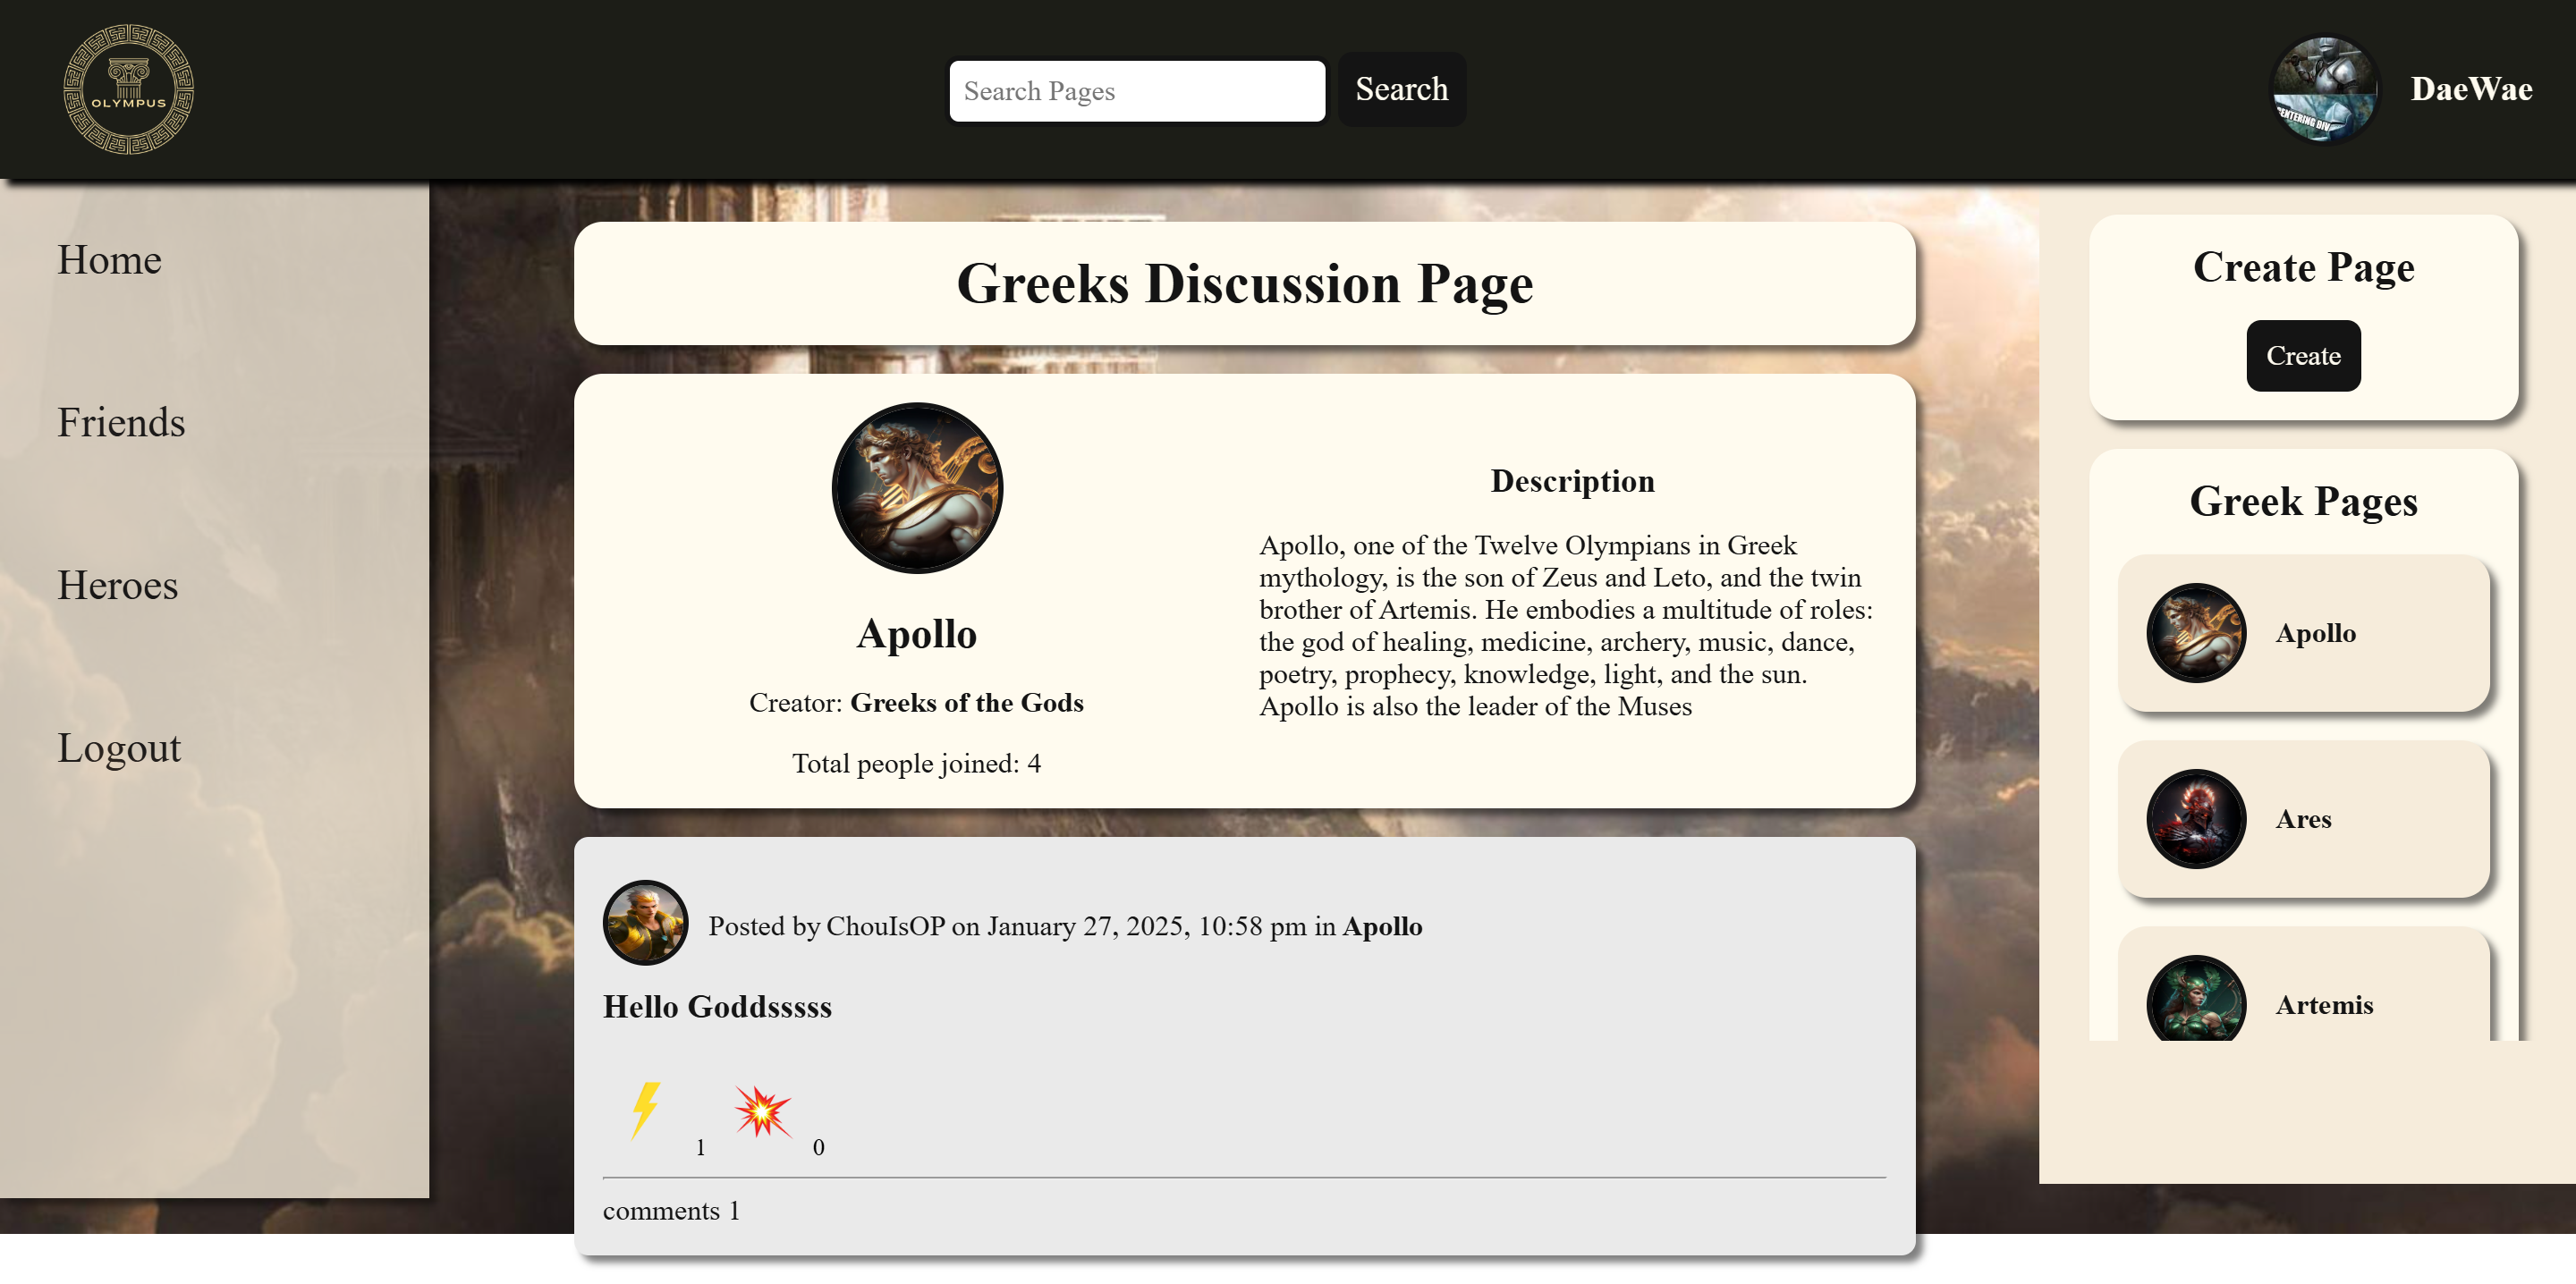 OLYMPUS
Search Pages
Search
CENTERING DIV
DaeWae
Home
Friends
Heroes
Logout
Greeks Discussion Page
Apollo
Creator: Greeks of the Gods
Total people joined: 4
Description
Apollo, one of the Twelve Olympians in Greek
mythology, is the son of Zeus and Leto, and the twin
brother of Artemis. He embodies a multitude of roles:
the god of healing, medicine, archery, music, dance,
poetry, prophecy, knowledge, light, and the sun.
Apollo is also the leader of the Muses
Posted by ChouIsOP on January 27, 2025, 10:58 pm in Apollo
Hello Goddsssss
1
0
comments 1
Create Page
Create
Greek Pages
Apollo
Ares
Artemis